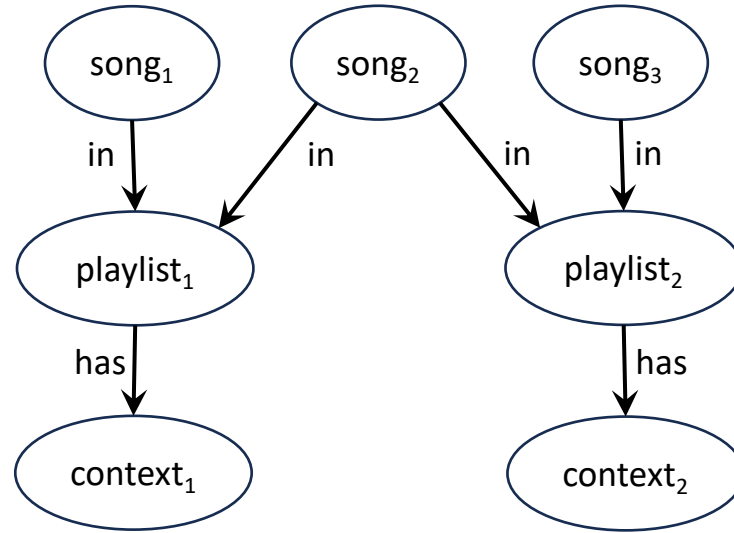 song₁ song₂ song₃
in in in in
playlist₁ playlist₂
has has
context₁ context₂